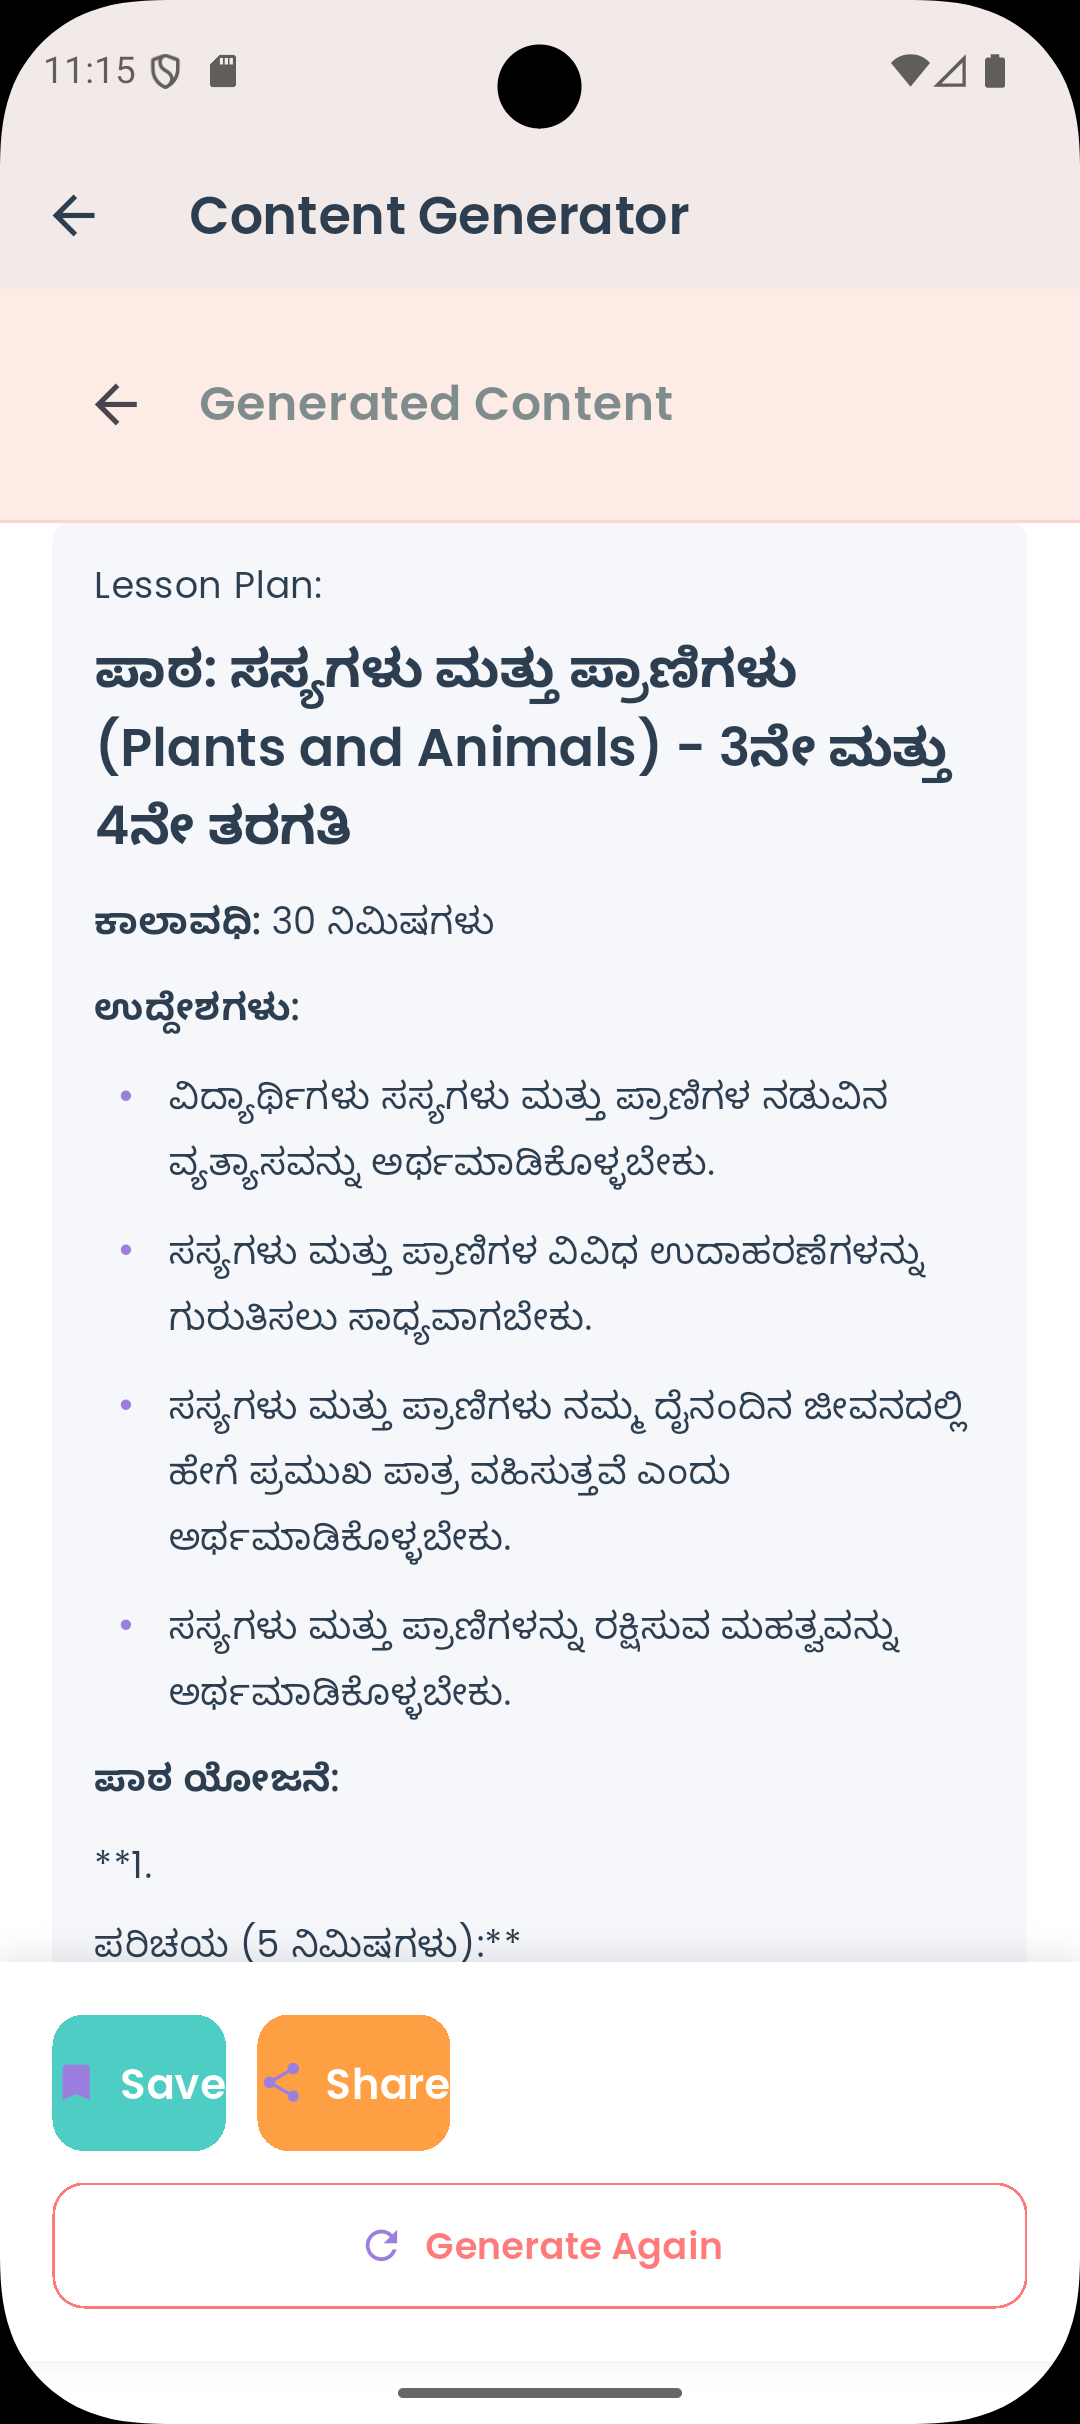 11:15
Content Generator
Generated Content
Lesson Plan:
ಪಾಠ: ಸಸ್ಯಗಳು ಮತ್ತು ಪ್ರಾಣಿಗಳು
(Plants and Animals) - 3ನೇ ಮತ್ತು
4ನೇ ತರಗತಿ
ಕಾಲಾವಧಿ: 30 ನಿಮಿಷಗಳು
ಉದ್ದೇಶಗಳು:
• ವಿದ್ಯಾರ್ಥಿಗಳು ಸಸ್ಯಗಳು ಮತ್ತು ಪ್ರಾಣಿಗಳ ನಡುವಿನ
ವ್ಯತ್ಯಾಸವನ್ನು ಅರ್ಥಮಾಡಿಕೊಳ್ಳಬೇಕು.
• ಸಸ್ಯಗಳು ಮತ್ತು ಪ್ರಾಣಿಗಳ ವಿವಿಧ ಉದಾಹರಣೆಗಳನ್ನು
ಗುರುತಿಸಲು ಸಾಧ್ಯವಾಗಬೇಕು.
• ಸಸ್ಯಗಳು ಮತ್ತು ಪ್ರಾಣಿಗಳು ನಮ್ಮ ದೈನಂದಿನ ಜೀವನದಲ್ಲಿ
ಹೇಗೆ ಪ್ರಮುಖ ಪಾತ್ರ ವಹಿಸುತ್ತವೆ ಎಂದು
ಅರ್ಥಮಾಡಿಕೊಳ್ಳಬೇಕು.
• ಸಸ್ಯಗಳು ಮತ್ತು ಪ್ರಾಣಿಗಳನ್ನು ರಕ್ಷಿಸುವ ಮಹತ್ವವನ್ನು
ಅರ್ಥಮಾಡಿಕೊಳ್ಳಬೇಕು.
ಪಾಠ ಯೋಜನೆ:
**1.
ಪರಿಚಯ (5 ನಿಮಿಷಗಳು):**
Save
Share
Generate Again